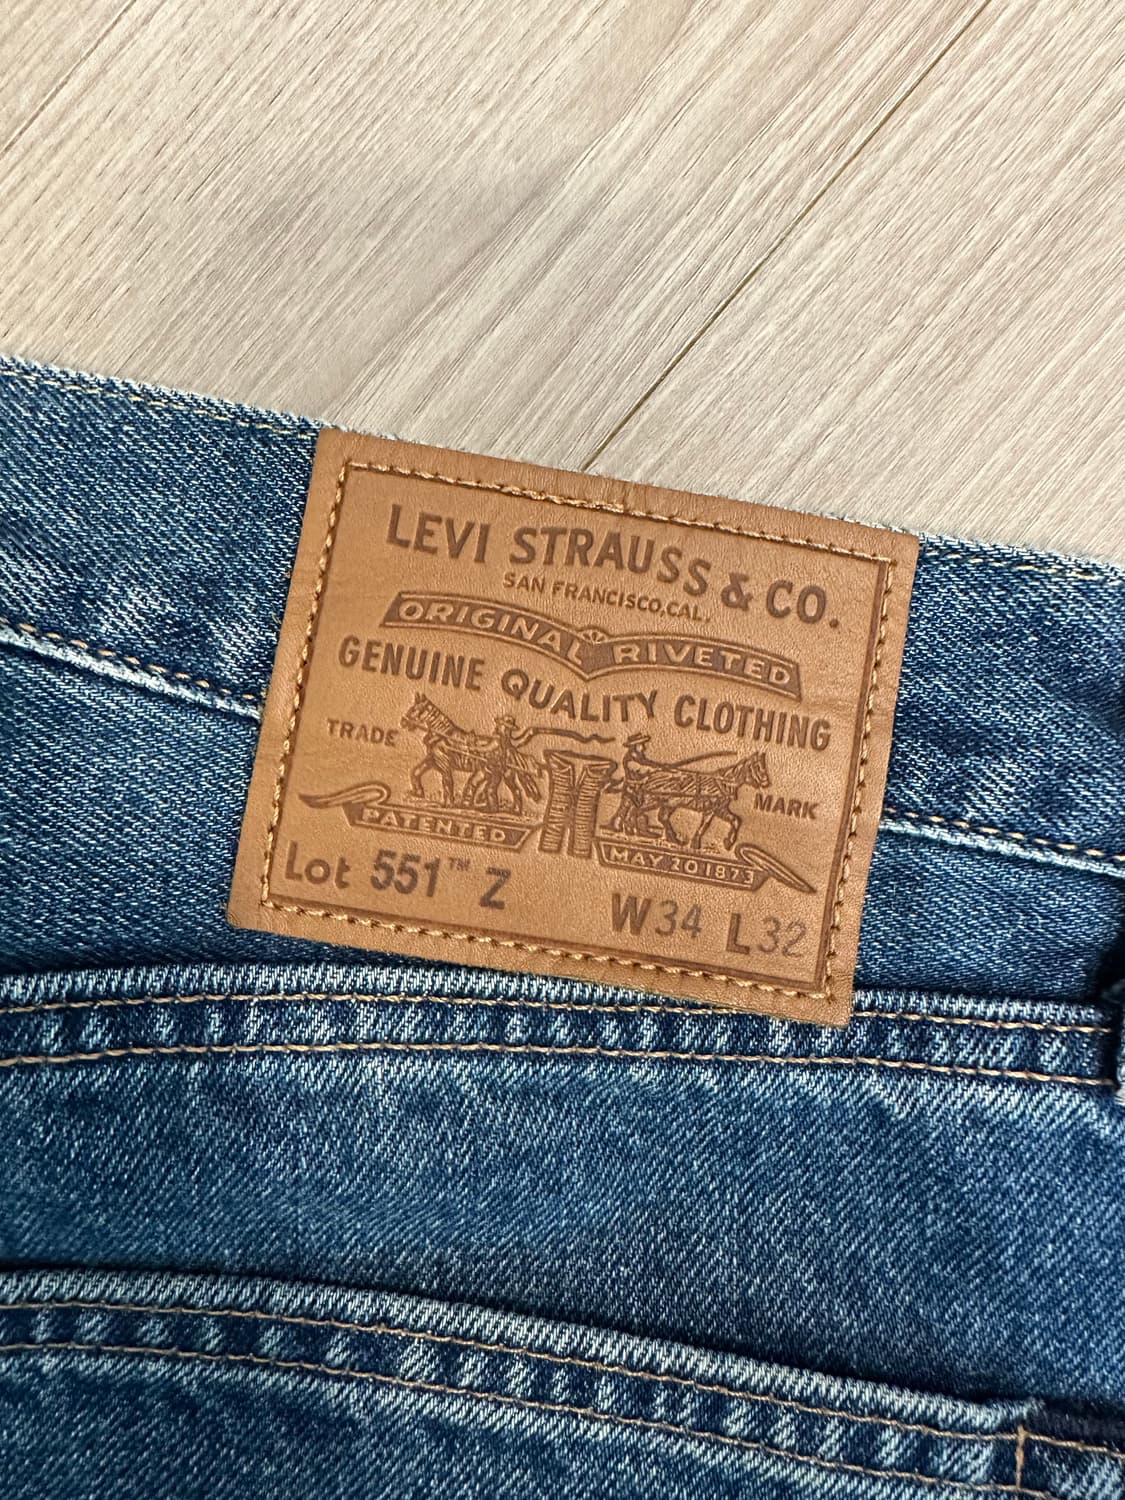 LEVI STRAUSS & CO.
SAN FRANCISCO, CAL.
ORIGINAL RIVETED
GENUINE QUALITY CLOTHING
TRADE MARK
PATENTED MAY 20 1873
Lot 551™ Z W34 L32